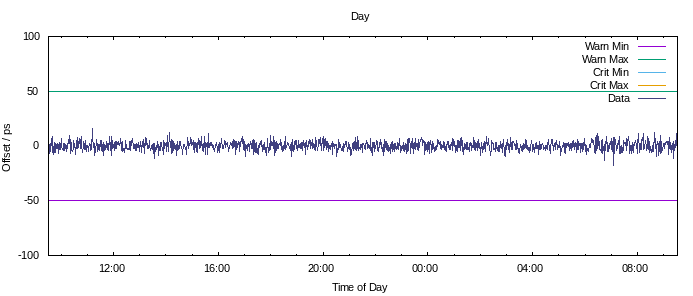 Day
100
50
0
-50
-100
Offset / ps
Warn Min
Warn Max
Crit Min
Crit Max
Data
12:00
16:00
20:00
00:00
04:00
08:00
Time of Day